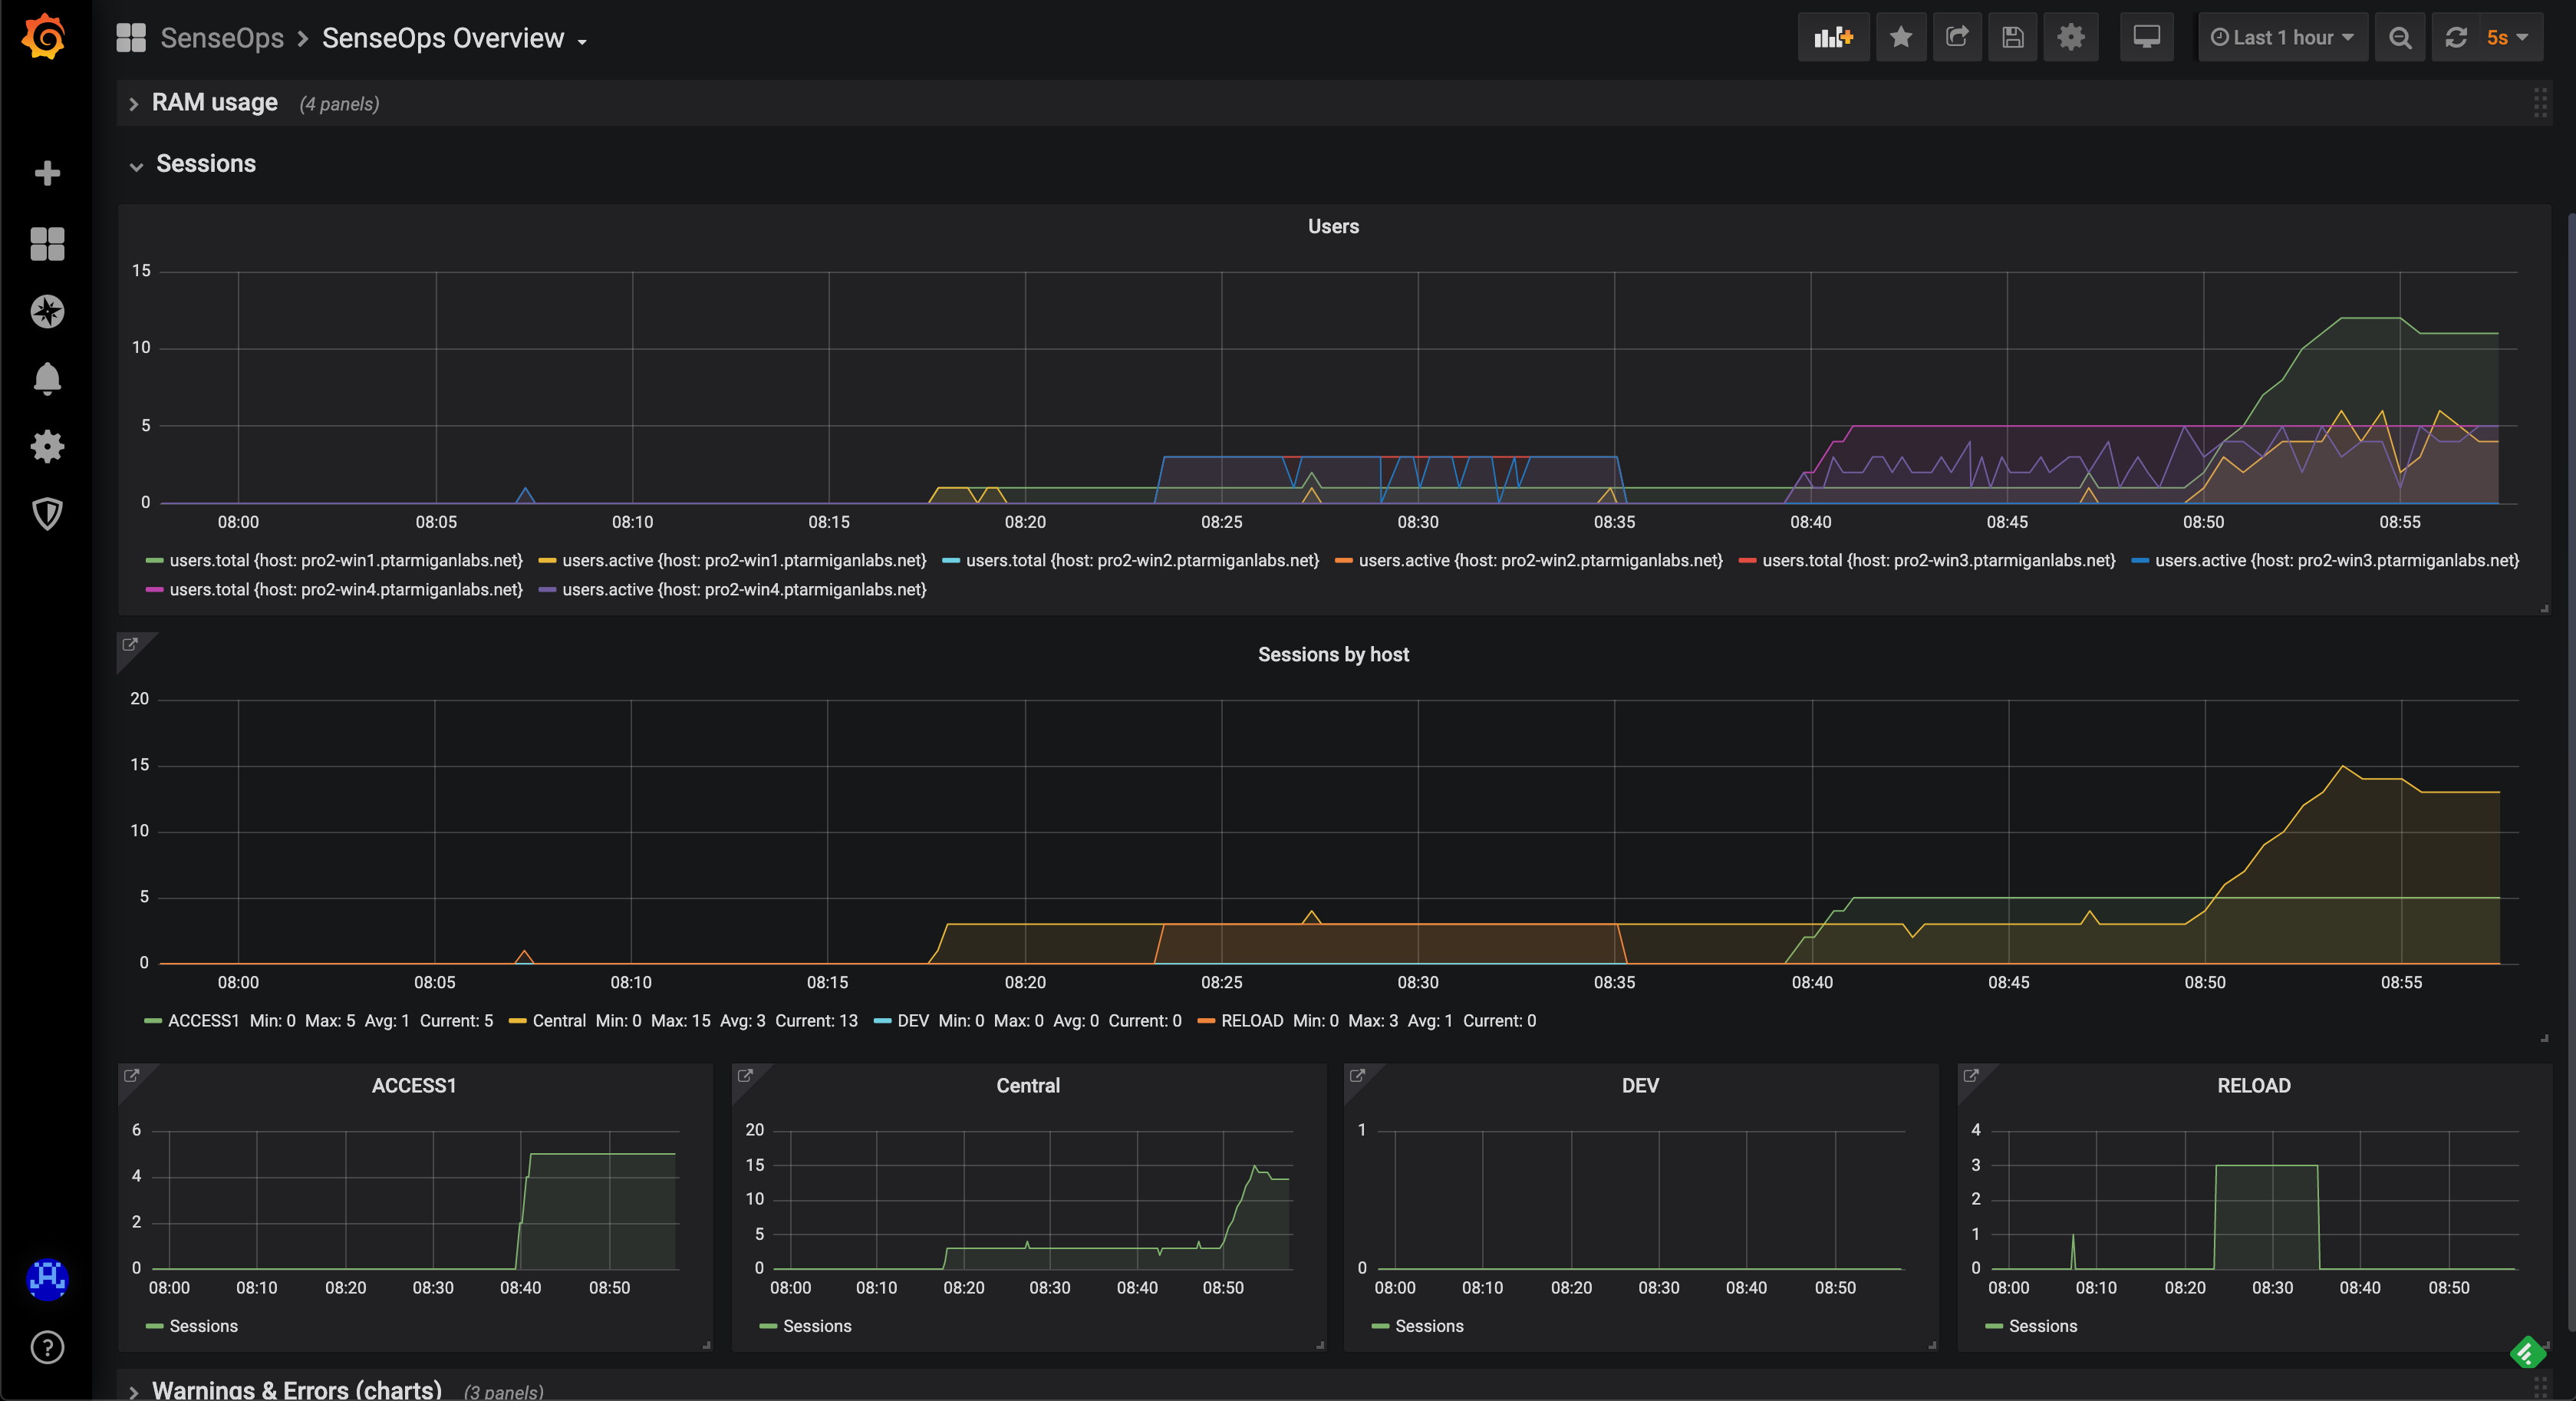 SenseOps > SenseOps Overview
Last 1 hour
5s
RAM usage (4 panels)
Sessions
Users
15
10
5
0
08:00 08:05 08:10 08:15 08:20 08:25 08:30 08:35 08:40 08:45 08:50 08:55
users.total {host: pro2-win1.ptarmiganlabs.net} users.active {host: pro2-win1.ptarmiganlabs.net} users.total {host: pro2-win2.ptarmiganlabs.net} users.active {host: pro2-win2.ptarmiganlabs.net} users.total {host: pro2-win3.ptarmiganlabs.net} users.active {host: pro2-win3.ptarmiganlabs.net}
users.total {host: pro2-win4.ptarmiganlabs.net} users.active {host: pro2-win4.ptarmiganlabs.net}
Sessions by host
20
15
10
5
0
08:00 08:05 08:10 08:15 08:20 08:25 08:30 08:35 08:40 08:45 08:50 08:55
ACCESS1 Min: 0 Max: 5 Avg: 1 Current: 5 Central Min: 0 Max: 15 Avg: 3 Current: 13 DEV Min: 0 Max: 0 Avg: 0 Current: 0 RELOAD Min: 0 Max: 3 Avg: 1 Current: 0
ACCESS1
6
4
2
0
08:00 08:10 08:20 08:30 08:40 08:50
Sessions
Central
20
15
10
5
0
08:00 08:10 08:20 08:30 08:40 08:50
Sessions
DEV
1
0
08:00 08:10 08:20 08:30 08:40 08:50
Sessions
RELOAD
4
3
2
1
0
08:00 08:10 08:20 08:30 08:40 08:50
Sessions
Warnings & Errors (charts) (3 panels)